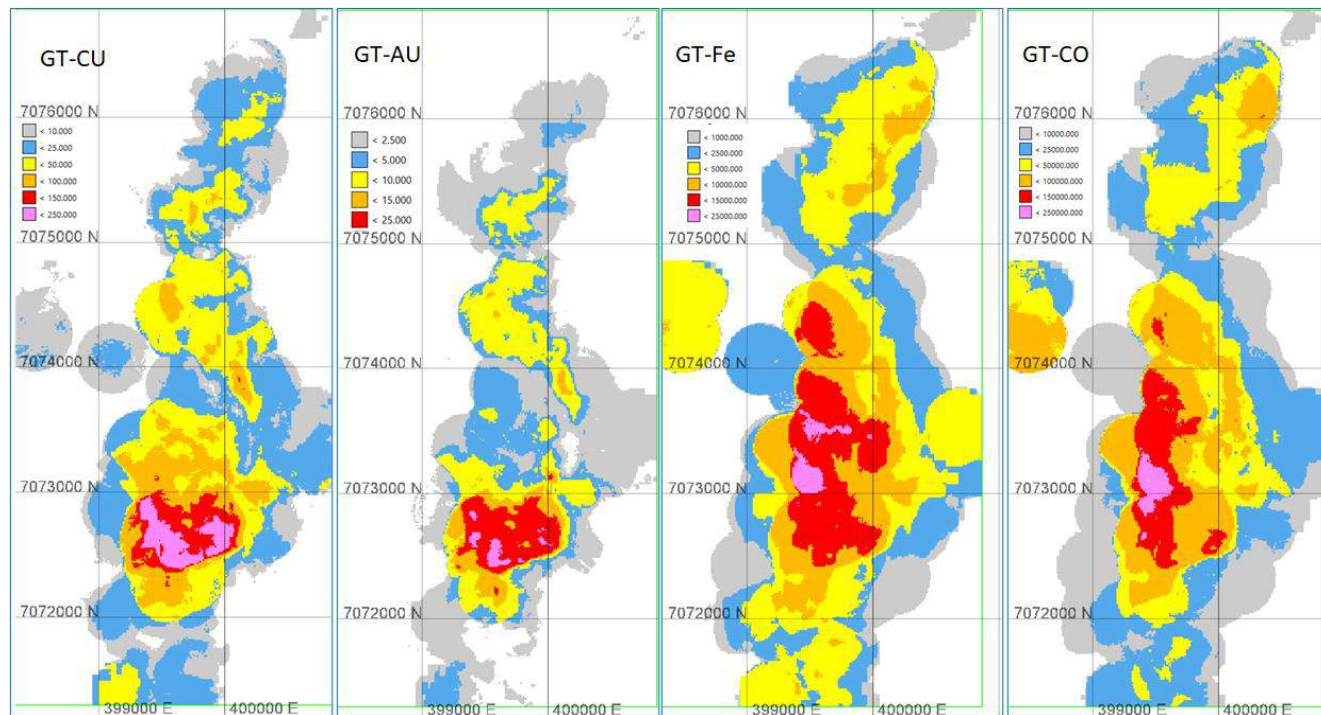 GT-CU
7076000 N
< 10.000
< 25.000
< 50.000
< 100.000
< 150.000
< 250.000
7075000 N
7074000 N
7073000 N
7072000 N
399000 E
400000 E
GT-AU
7076000 N
< 2.500
< 5.000
< 10.000
< 15.000
< 25.000
7075000 N
7074000 N
7073000 N
7072000 N
400000 E
GT-Fe
7076000 N
< 1000.000
< 2500.000
< 5000.000
< 10000.000
< 15000.000
< 25000.000
7075000 N
7074000 N
7073000 N
7072000 N
399000 E
400000 E
GT-CO
7076000 N
< 10000.000
< 25000.000
< 50000.000
< 100000.000
< 150000.000
< 250000.000
7075000 N
7074000 N
7073000 N
7072000 N
399000 E
400000 E